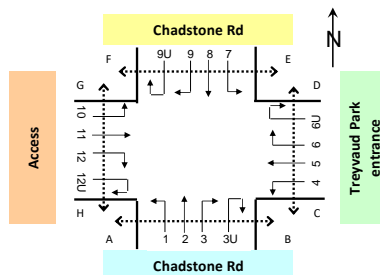 Chadstone Rd
N
F 9U 9 8 7 E
G D
10 6U
11 6
12 5
12U 4
H C
A 1 2 3 3U B
Access
Treyvaud Park
entrance
Chadstone Rd